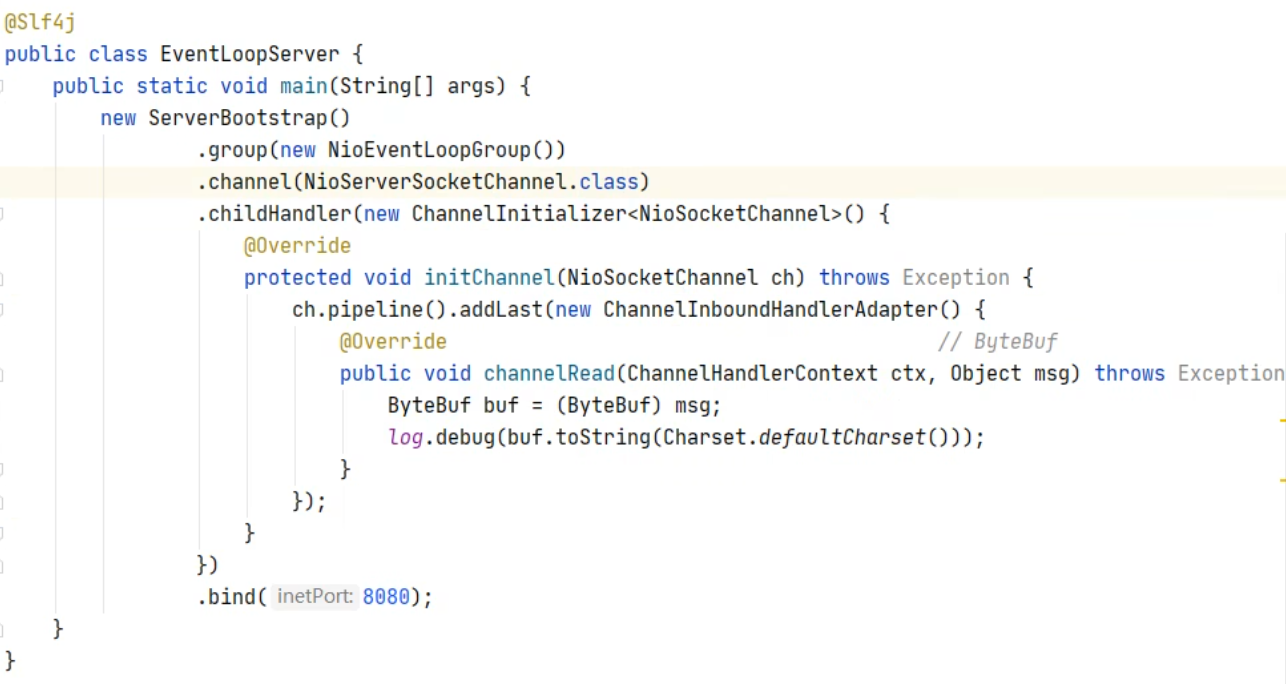 @Slf4j
public class EventLoopServer {
    public static void main(String[] args) {
        new ServerBootstrap()
                .group(new NioEventLoopGroup())
                .channel(NioServerSocketChannel.class)
                .childHandler(new ChannelInitializer<NioSocketChannel>() {
                    @Override
                    protected void initChannel(NioSocketChannel ch) throws Exception {
                        ch.pipeline().addLast(new ChannelInboundHandlerAdapter() {
                            @Override                                         // ByteBuf
                            public void channelRead(ChannelHandlerContext ctx, Object msg) throws Exception
                                ByteBuf buf = (ByteBuf) msg;
                                log.debug(buf.toString(Charset.defaultCharset()));
                            }
                        });
                    }
                })
                .bind( inetPort: 8080);
    }
}